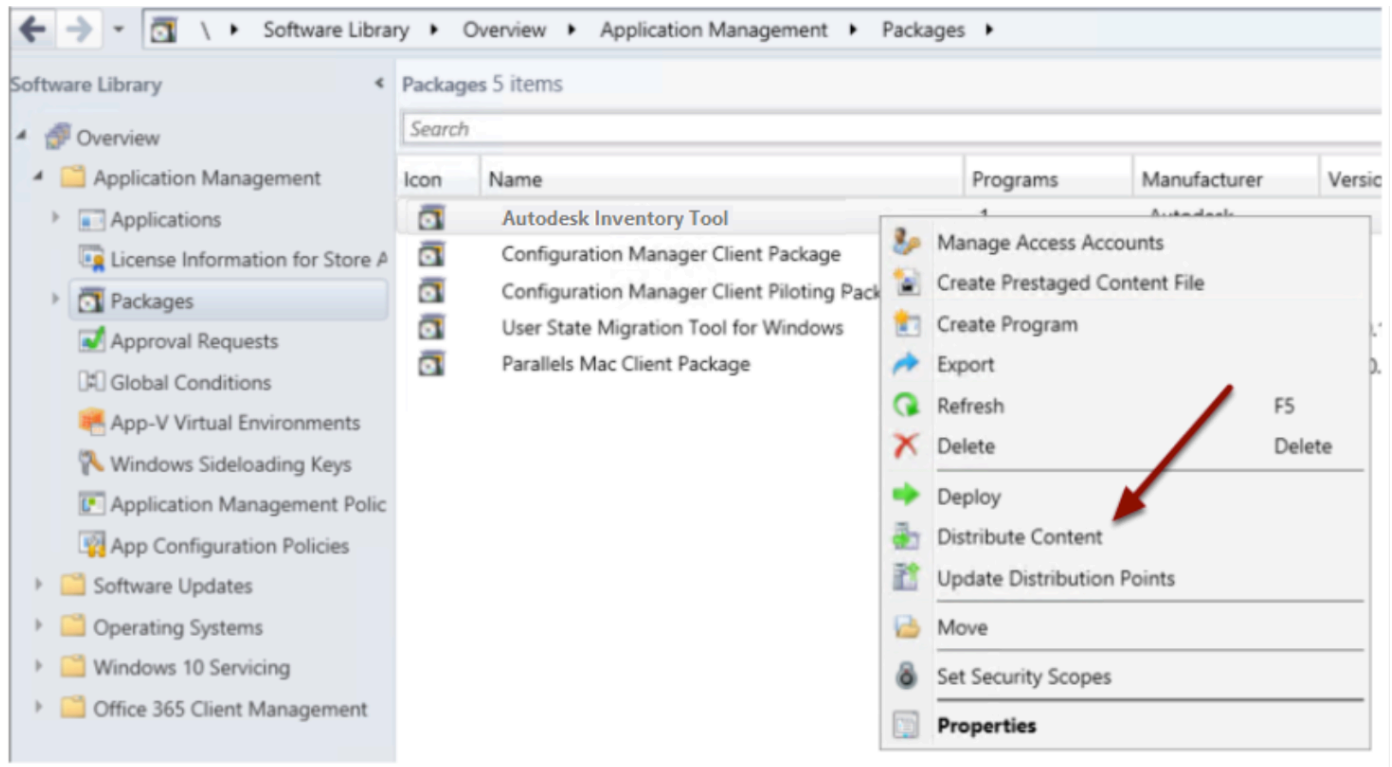 \ Software Library Overview Application Management Packages
Software Library
Overview
Application Management
Applications
License Information for Store A
Packages
Approval Requests
Global Conditions
App-V Virtual Environments
Windows Sideloading Keys
Application Management Polic
App Configuration Policies
Software Updates
Operating Systems
Windows 10 Servicing
Office 365 Client Management
Packages 5 items
Search
Icon Name Programs Manufacturer Versic
Autodesk Inventory Tool 1 Autodesk
Configuration Manager Client Package
Configuration Manager Client Piloting Pack
User State Migration Tool for Windows
Parallels Mac Client Package
Manage Access Accounts
Create Prestaged Content File
Create Program
Export
Refresh F5
Delete Delete
Deploy
Distribute Content
Update Distribution Points
Move
Set Security Scopes
Properties